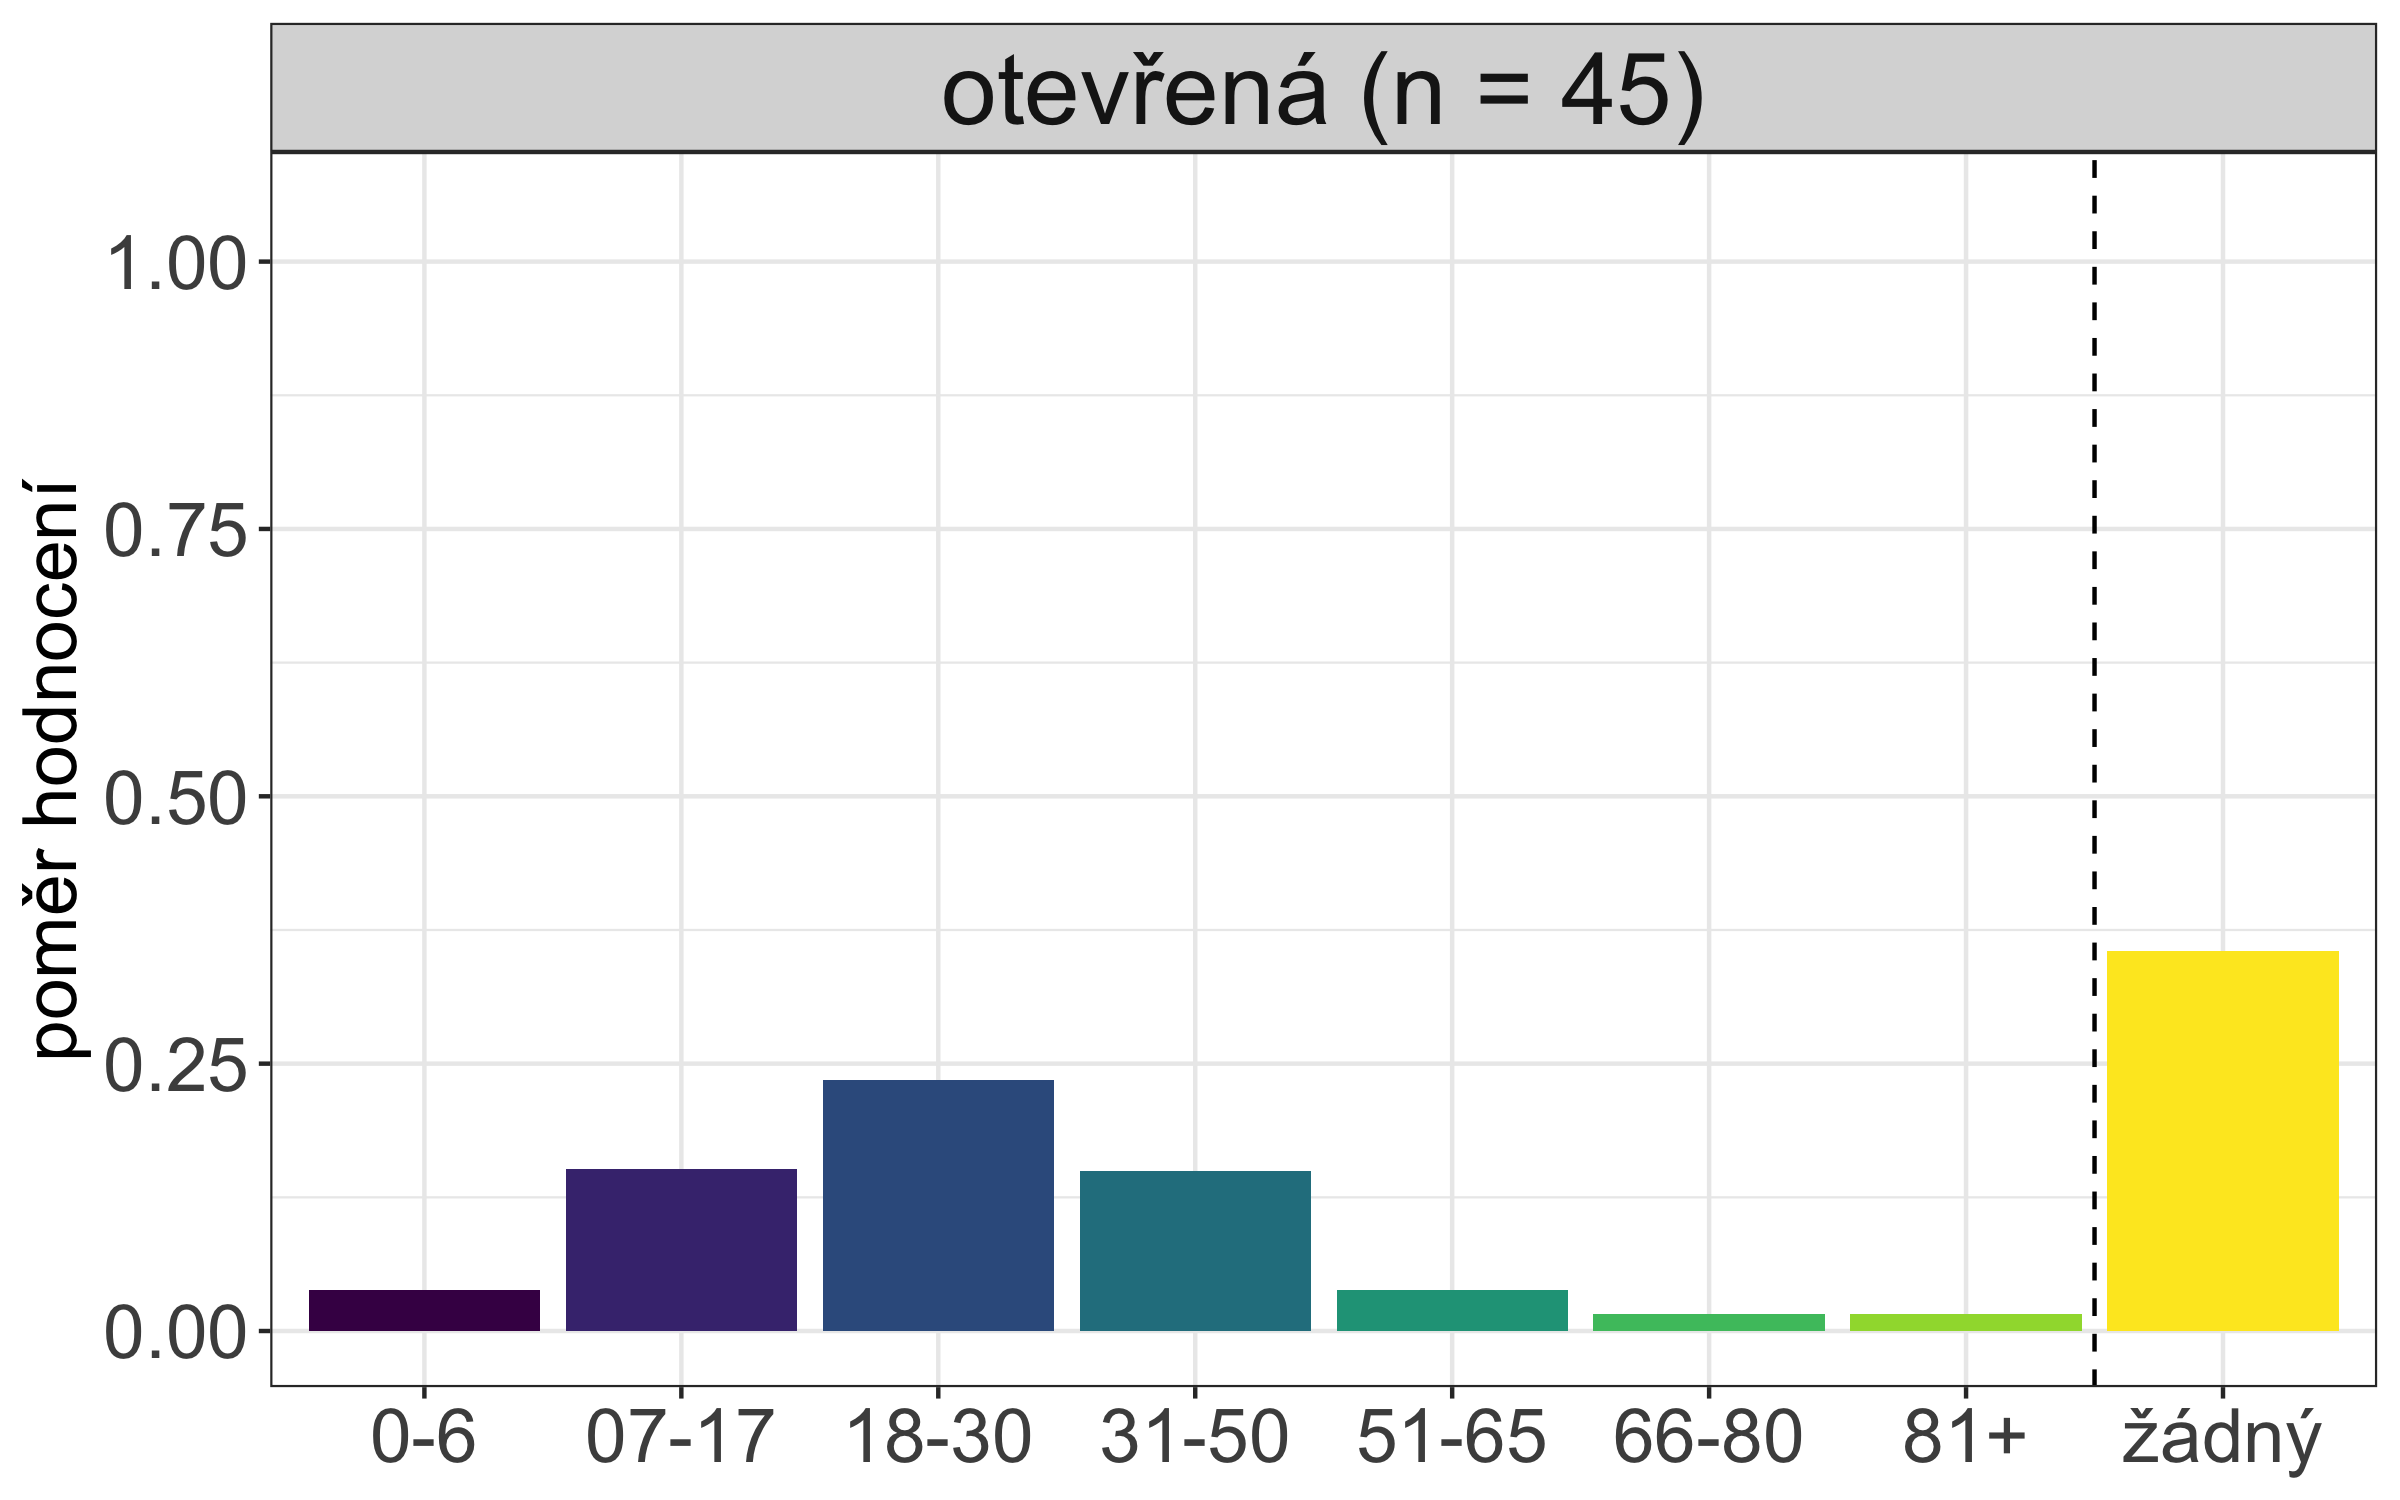 otevřená (n = 45)
poměr hodnocení
1.00
0.75
0.50
0.25
0.00
0-6 07-17 18-30 31-50 51-65 66-80 81+ žádný